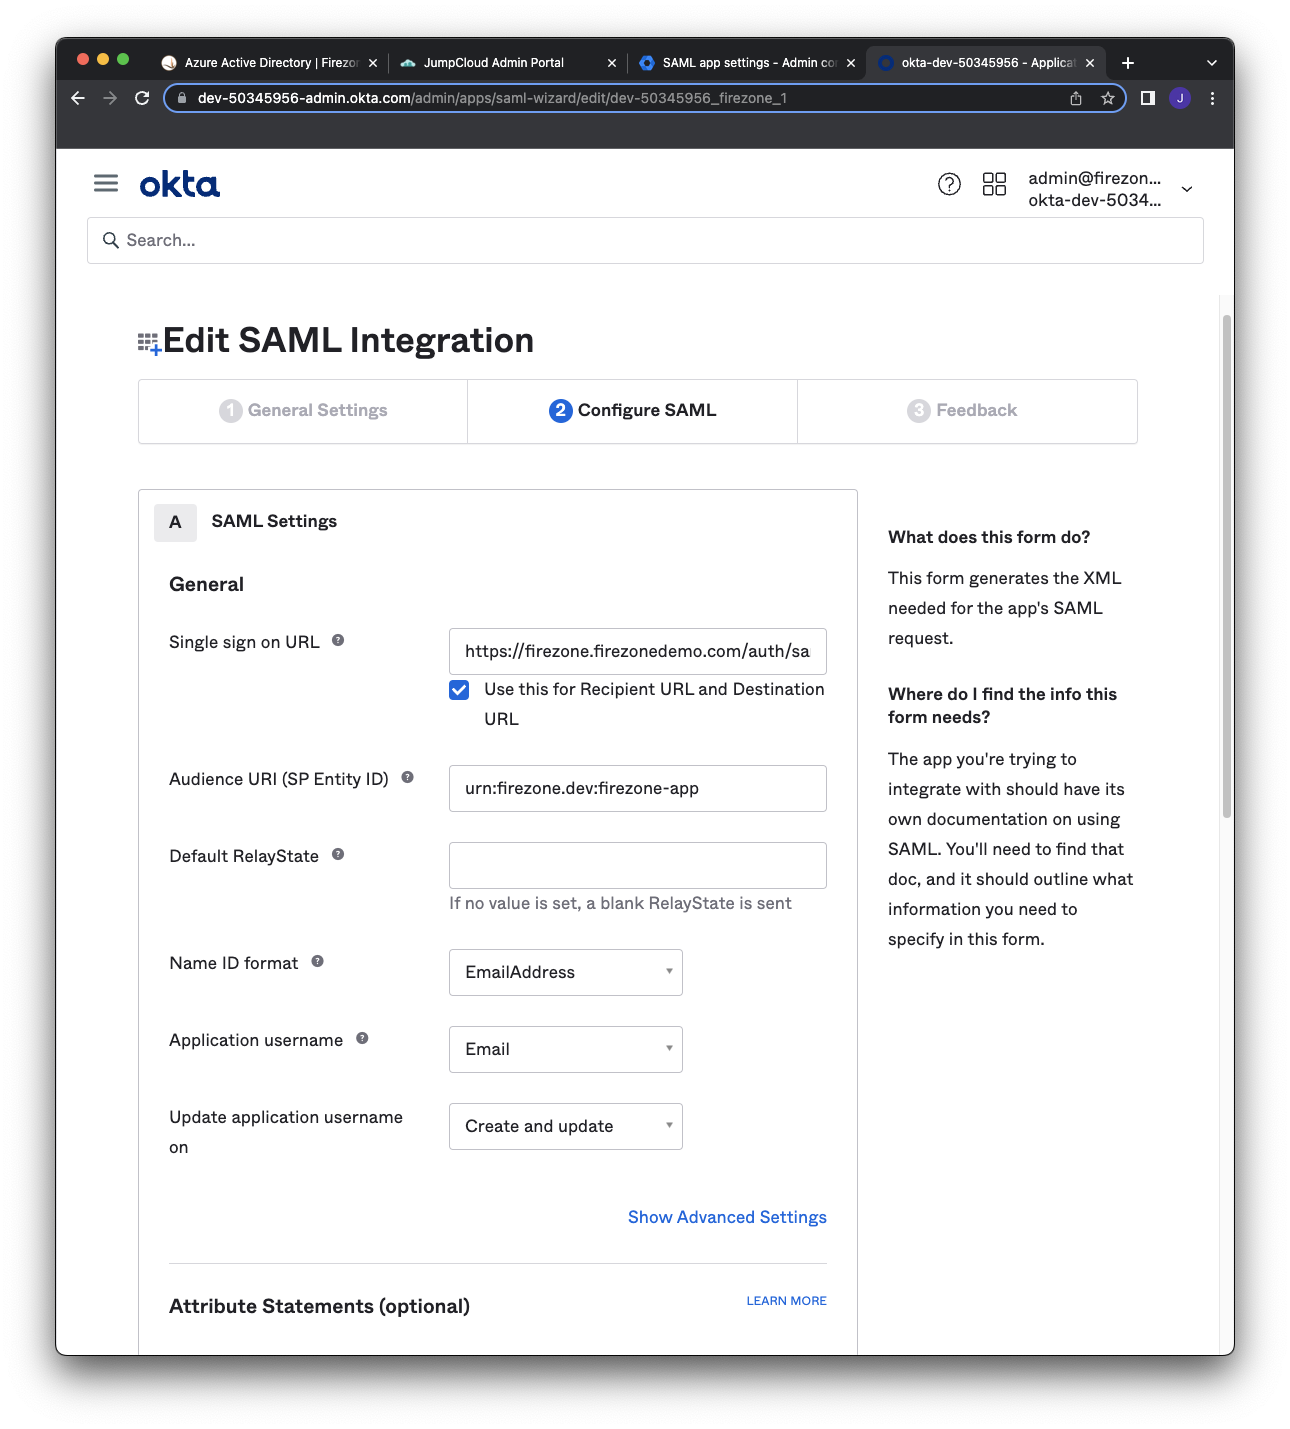 Azure Active Directory | Firezor
JumpCloud Admin Portal
SAML app settings - Admin cor
okta-dev-50345956 - Applicat
dev-50345956-admin.okta.com/admin/apps/saml-wizard/edit/dev-50345956_firezone_1
J
okta
admin@firezon...
okta-dev-5034...
Search...
Edit SAML Integration
1 General Settings
2 Configure SAML
3 Feedback
A SAML Settings
General
Single sign on URL
https://firezone.firezonedemo.com/auth/sa
Use this for Recipient URL and Destination
URL
Audience URI (SP Entity ID)
urn:firezone.dev:firezone-app
Default RelayState
If no value is set, a blank RelayState is sent
Name ID format
EmailAddress
Application username
Email
Update application username
on
Create and update
Show Advanced Settings
Attribute Statements (optional)
LEARN MORE
What does this form do?
This form generates the XML
needed for the app's SAML
request.
Where do I find the info this
form needs?
The app you're trying to
integrate with should have its
own documentation on using
SAML. You'll need to find that
doc, and it should outline what
information you need to
specify in this form.